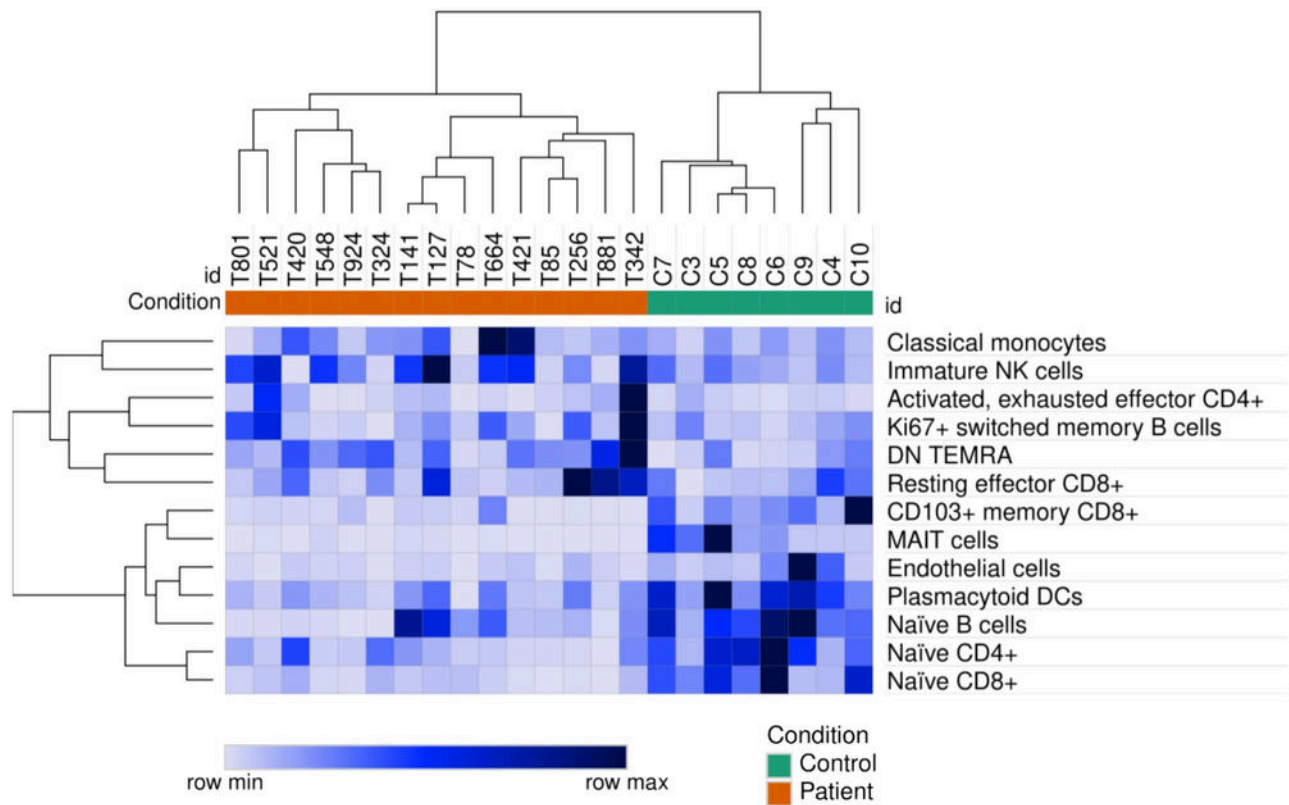 id T801 T521 T420 T548 T924 T324 T141 T127 T78 T664 T421 T85 T256 T881 T342 C7 C3 C5 C8 C6 C9 C4 C10
Condition id
Classical monocytes
Immature NK cells
Activated, exhausted effector CD4+
Ki67+ switched memory B cells
DN TEMRA
Resting effector CD8+
CD103+ memory CD8+
MAIT cells
Endothelial cells
Plasmacytoid DCs
Naïve B cells
Naïve CD4+
Naïve CD8+
row min row max
Condition
Control
Patient